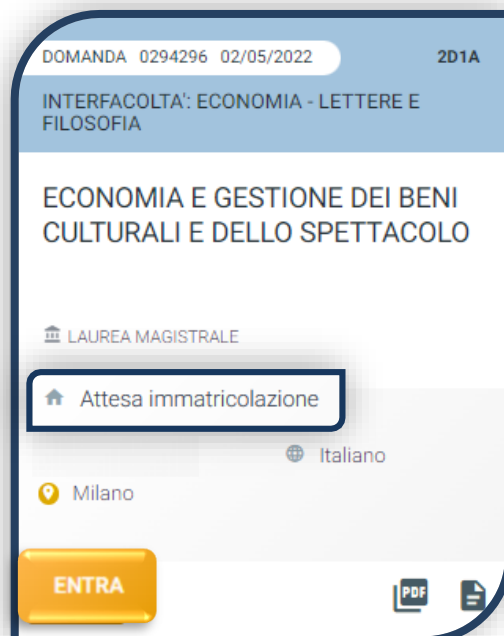 DOMANDA 0294296 02/05/2022 2D1A
INTERFACOLTA': ECONOMIA - LETTERE E
FILOSOFIA
ECONOMIA E GESTIONE DEI BENI
CULTURALI E DELLO SPETTACOLO
LAUREA MAGISTRALE
Attesa immatricolazione
Italiano
Milano
ENTRA
PDF